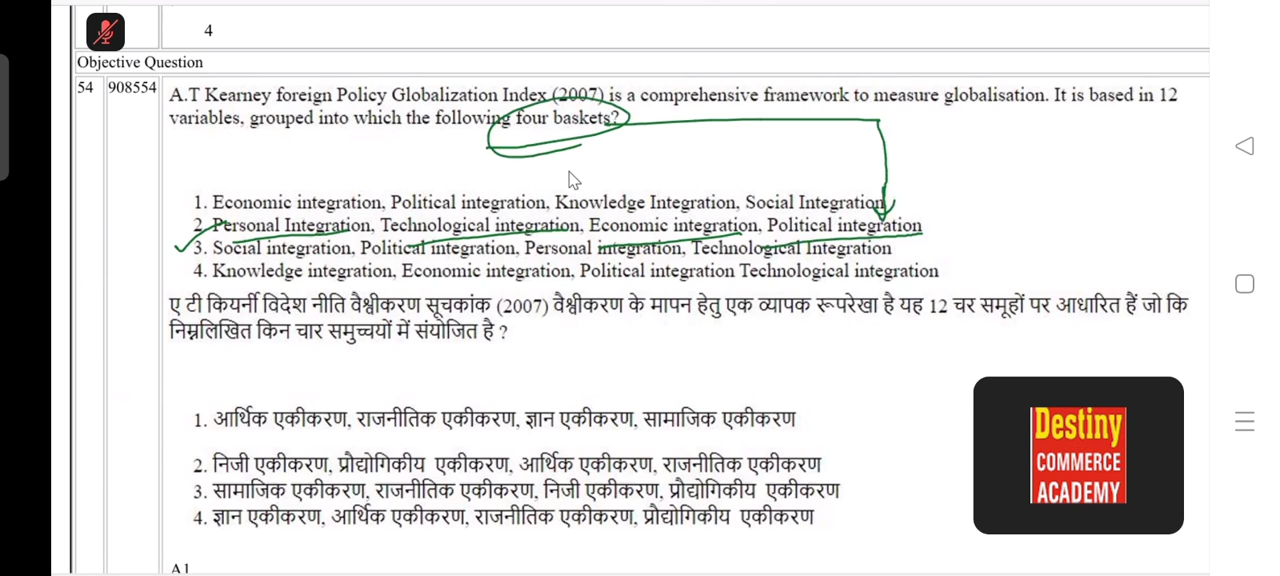 4
Objective Question
54 908554 A.T Kearney foreign Policy Globalization Index (2007) is a comprehensive framework to measure globalisation. It is based in 12
variables, grouped into which the following four baskets?
1. Economic integration, Political integration, Knowledge Integration, Social Integration
2. Personal Integration, Technological integration, Economic integration, Political integration
3. Social integration, Political integration, Personal integration, Technological Integration
4. Knowledge integration, Economic integration, Political integration Technological integration
ए टी कियर्नी विदेश नीति वैश्वीकरण सूचकांक (2007) वैश्वीकरण के मापन हेतु एक व्यापक रूपरेखा है यह 12 चर समूहों पर आधारित हैं जो कि
निम्नलिखित किन चार समुच्चयों में संयोजित है ?
1. आर्थिक एकीकरण, राजनीतिक एकीकरण, ज्ञान एकीकरण, सामाजिक एकीकरण
2. निजी एकीकरण, प्रौद्योगिकीय एकीकरण, आर्थिक एकीकरण, राजनीतिक एकीकरण
3. सामाजिक एकीकरण, राजनीतिक एकीकरण, निजी एकीकरण, प्रौद्योगिकीय एकीकरण
4. ज्ञान एकीकरण, आर्थिक एकीकरण, राजनीतिक एकीकरण, प्रौद्योगिकीय एकीकरण
A1
Destiny
COMMERCE
ACADEMY